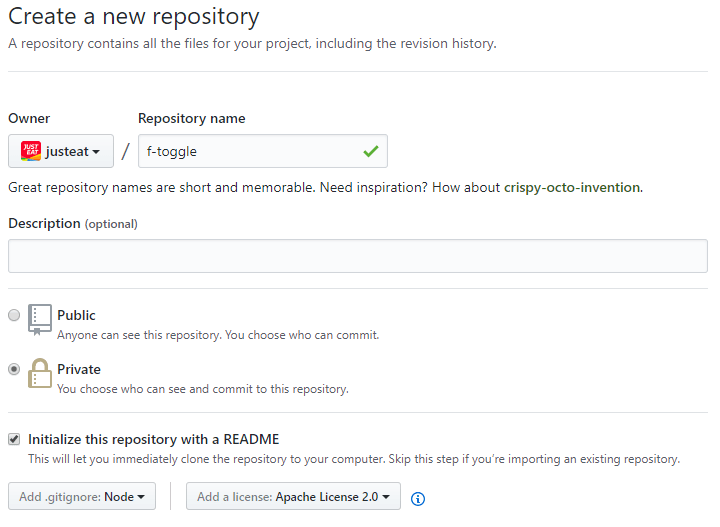 Create a new repository
A repository contains all the files for your project, including the revision history.
Owner
Repository name
JUST EAT
justeat
/
f-toggle
Great repository names are short and memorable. Need inspiration? How about crispy-octo-invention.
Description (optional)
Public
Anyone can see this repository. You choose who can commit.
Private
You choose who can see and commit to this repository.
Initialize this repository with a README
This will let you immediately clone the repository to your computer. Skip this step if you’re importing an existing repository.
Add .gitignore: Node
Add a license: Apache License 2.0